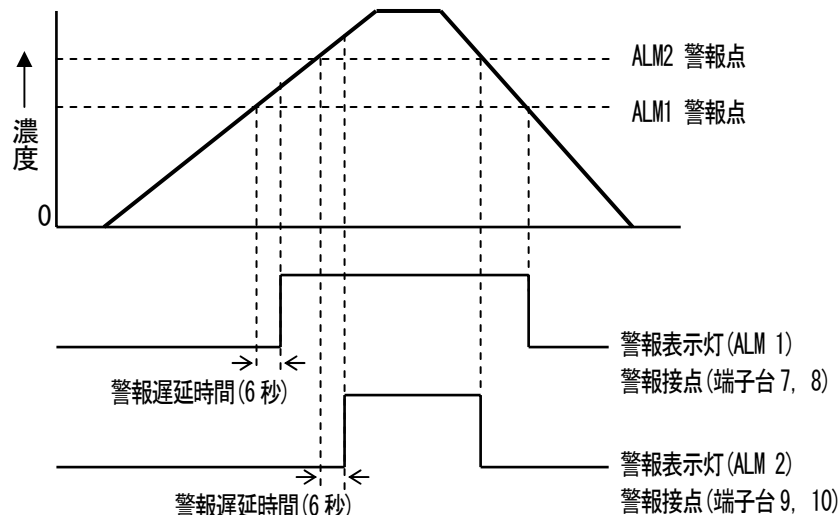 ALM2 警報点
ALM1 警報点
濃度
0
警報表示灯(ALM 1)
警報接点(端子台7, 8)
警報遅延時間(6秒)
警報表示灯(ALM 2)
警報接点(端子台9, 10)
警報遅延時間(6秒)